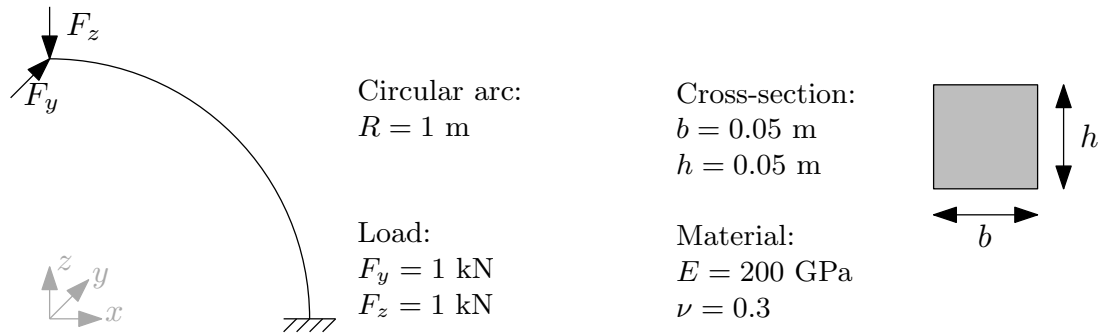 F_z
F_y
Circular arc:
R = 1 m
Load:
F_y = 1 kN
F_z = 1 kN
Cross-section:
b = 0.05 m
h = 0.05 m
Material:
E = 200 GPa
ν = 0.3
h
b
z
y
x